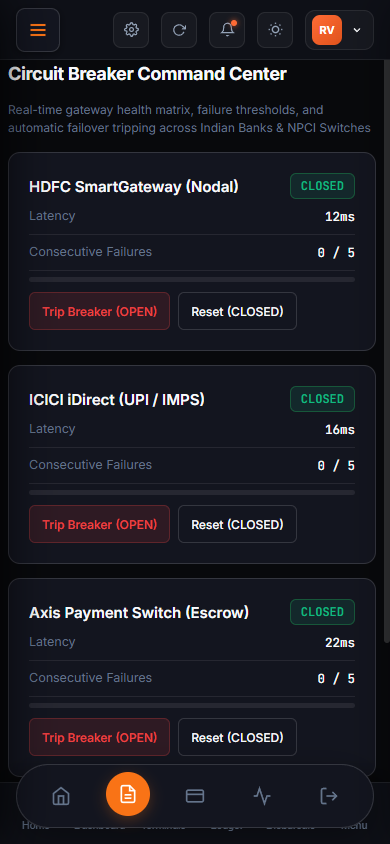 RV
Circuit Breaker Command Center
Real-time gateway health matrix, failure thresholds, and
automatic failover tripping across Indian Banks & NPCI Switches
HDFC SmartGateway (Nodal) CLOSED
Latency 12ms
Consecutive Failures 0 / 5
Trip Breaker (OPEN) Reset (CLOSED)
ICICI iDirect (UPI / IMPS) CLOSED
Latency 16ms
Consecutive Failures 0 / 5
Trip Breaker (OPEN) Reset (CLOSED)
Axis Payment Switch (Escrow) CLOSED
Latency 22ms
Consecutive Failures 0 / 5
Trip Breaker (OPEN) Reset (CLOSED)